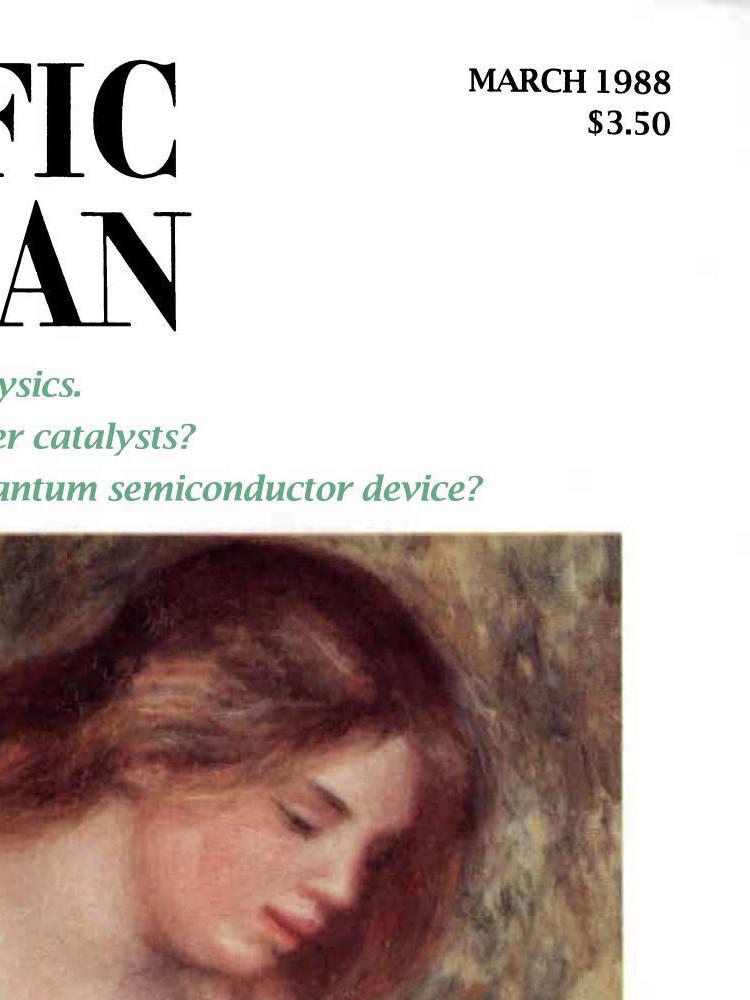 FIC
MARCH 1988
$3.50
AN
ysics.
er catalysts?
antum semiconductor device?